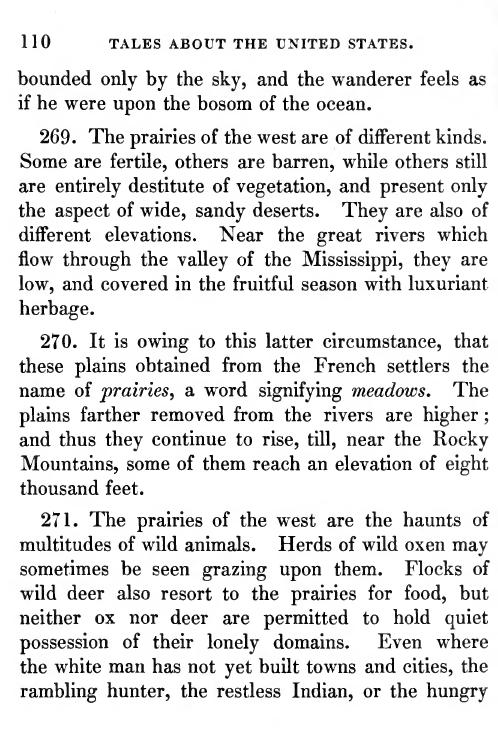 110 TALES ABOUT THE UNITED STATES.
bounded only by the sky, and the wanderer feels as
if he were upon the bosom of the ocean.
269. The prairies of the west are of different kinds.
Some are fertile, others are barren, while others still
are entirely destitute of vegetation, and present only
the aspect of wide, sandy deserts. They are also of
different elevations. Near the great rivers which
flow through the valley of the Mississippi, they are
low, and covered in the fruitful season with luxuriant
herbage.
270. It is owing to this latter circumstance, that
these plains obtained from the French settlers the
name of prairies, a word signifying meadows. The
plains farther removed from the rivers are higher;
and thus they continue to rise, till, near the Rocky
Mountains, some of them reach an elevation of eight
thousand feet.
271. The prairies of the west are the haunts of
multitudes of wild animals. Herds of wild oxen may
sometimes be seen grazing upon them. Flocks of
wild deer also resort to the prairies for food, but
neither ox nor deer are permitted to hold quiet
possession of their lonely domains. Even where
the white man has not yet built towns and cities, the
rambling hunter, the restless Indian, or the hungry